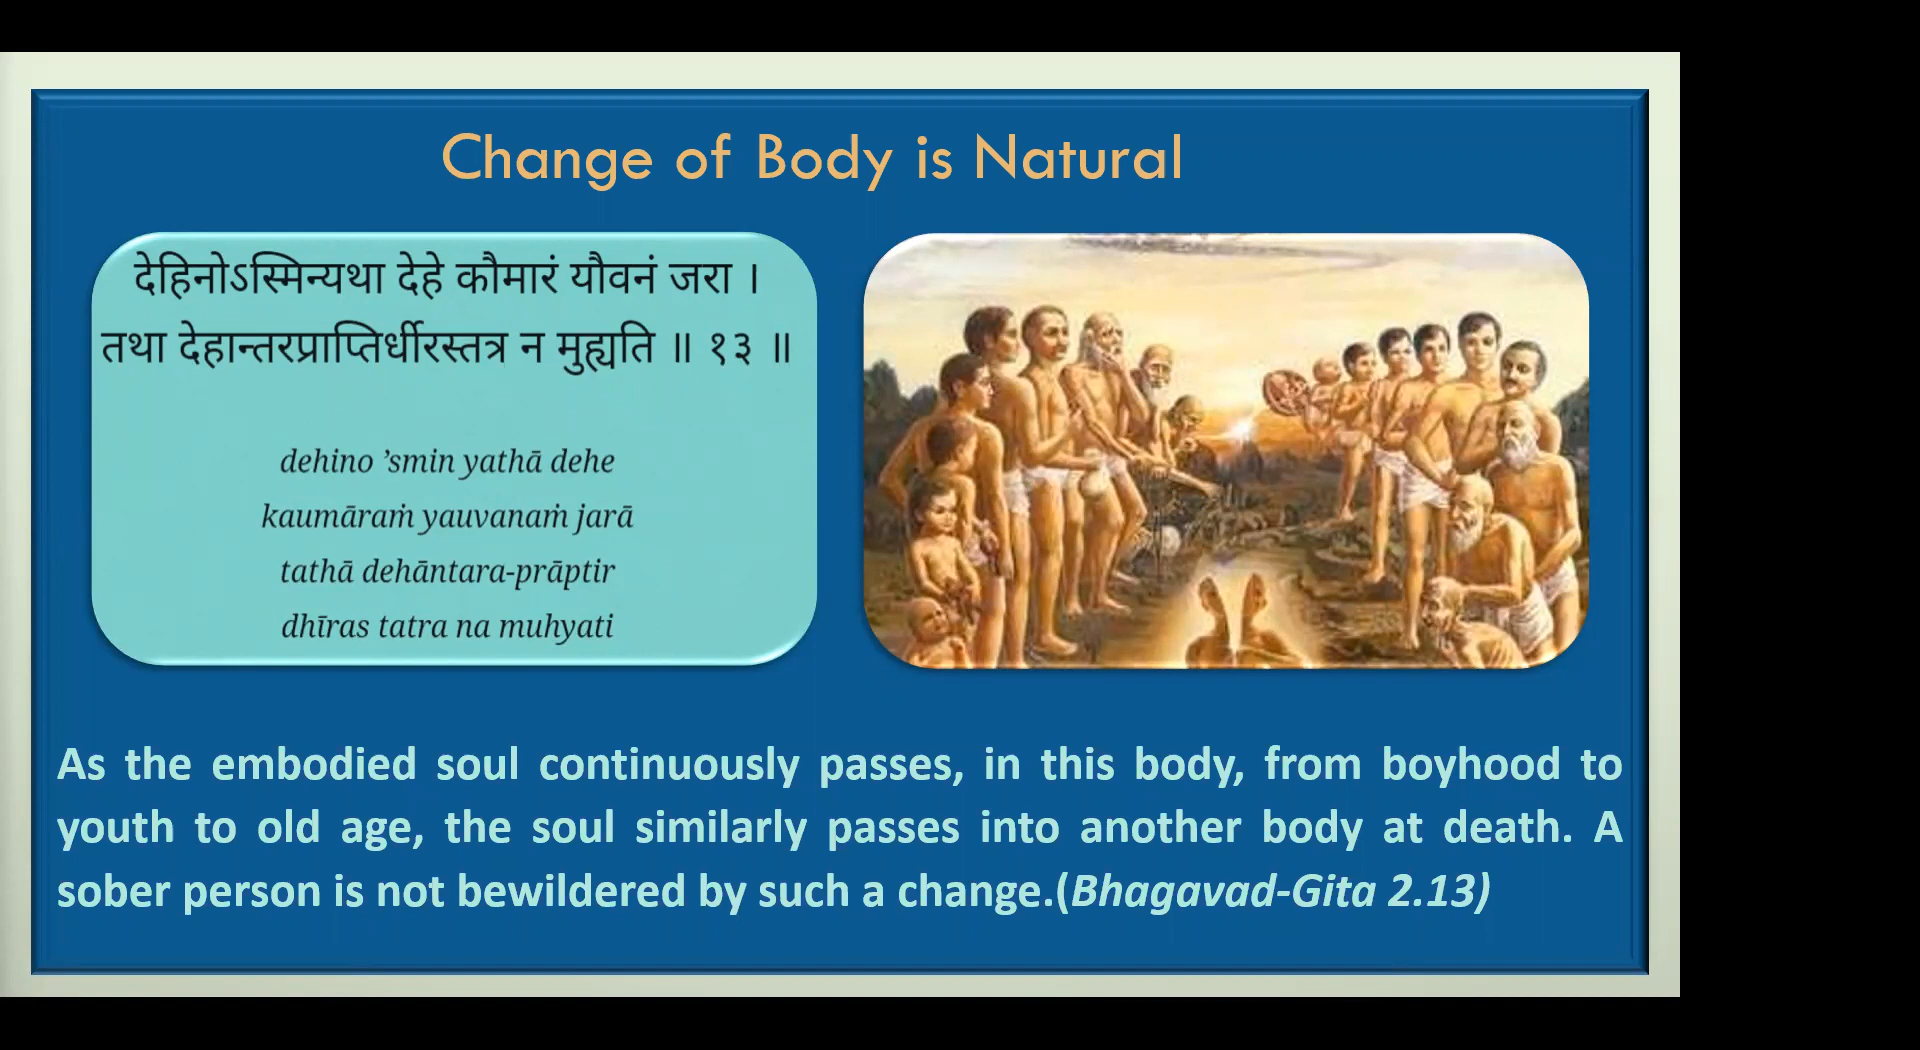 Change of Body is Natural
देहिनोऽस्मिन्यथा देहे कौमारं यौवनं जरा ।
तथा देहान्तरप्राप्तिर्धीरस्तत्र न मुह्यति ॥ १३ ॥
dehino ’smin yathā dehe
kaumāraṁ yauvanaṁ jarā
tathā dehāntara-prāptir
dhīras tatra na muhyati
As the embodied soul continuously passes, in this body, from boyhood to
youth to old age, the soul similarly passes into another body at death. A
sober person is not bewildered by such a change.(Bhagavad-Gita 2.13)